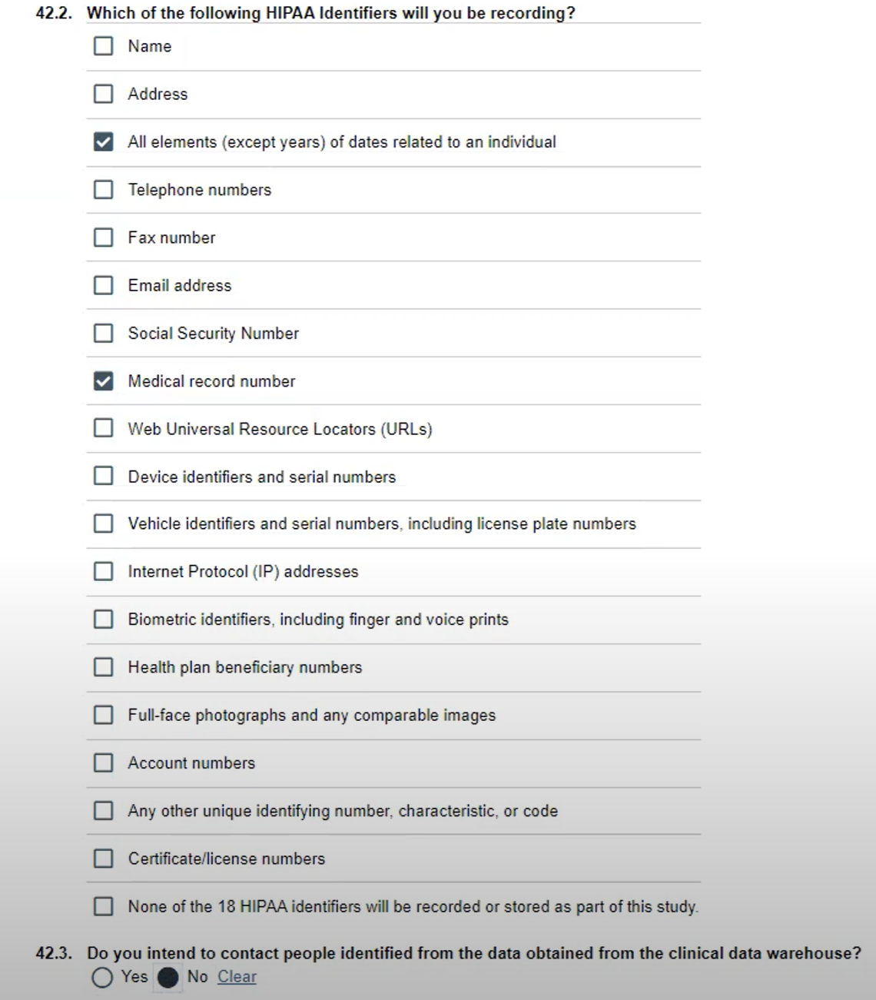 42.2. Which of the following HIPAA Identifiers will you be recording?
Name
Address
All elements (except years) of dates related to an individual
Telephone numbers
Fax number
Email address
Social Security Number
Medical record number
Web Universal Resource Locators (URLs)
Device identifiers and serial numbers
Vehicle identifiers and serial numbers, including license plate numbers
Internet Protocol (IP) addresses
Biometric identifiers, including finger and voice prints
Health plan beneficiary numbers
Full-face photographs and any comparable images
Account numbers
Any other unique identifying number, characteristic, or code
Certificate/license numbers
None of the 18 HIPAA identifiers will be recorded or stored as part of this study.
42.3. Do you intend to contact people identified from the data obtained from the clinical data warehouse?
Yes No Clear